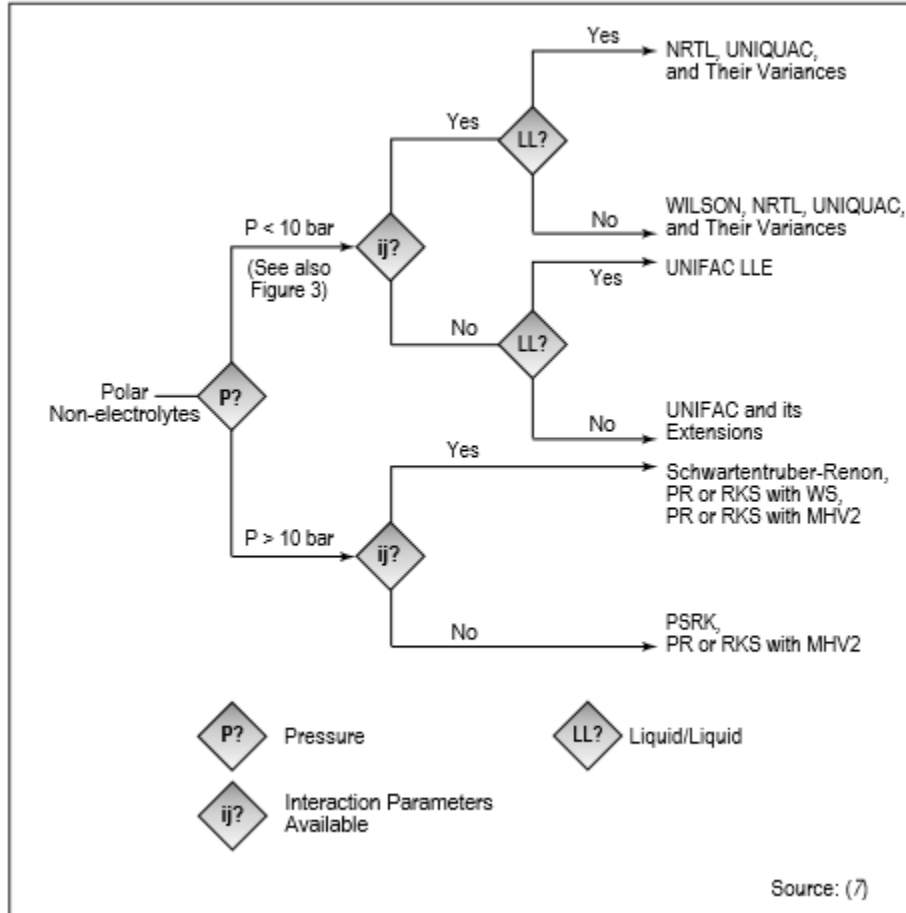 Yes
NRTL, UNIQUAC,
and Their Variances
Yes
LL?
No
WILSON, NRTL, UNIQUAC,
and Their Variances
P < 10 bar
(See also
Figure 3)
ij?
Yes
UNIFAC LLE
No
LL?
Polar
Non-electrolytes
P?
No
UNIFAC and its
Extensions
Yes
Schwartentruber-Renon,
PR or RKS with WS,
PR or RKS with MHV2
P > 10 bar
ij?
No
PSRK,
PR or RKS with MHV2
P? Pressure
LL? Liquid/Liquid
ij? Interaction Parameters
Available
Source: (7)